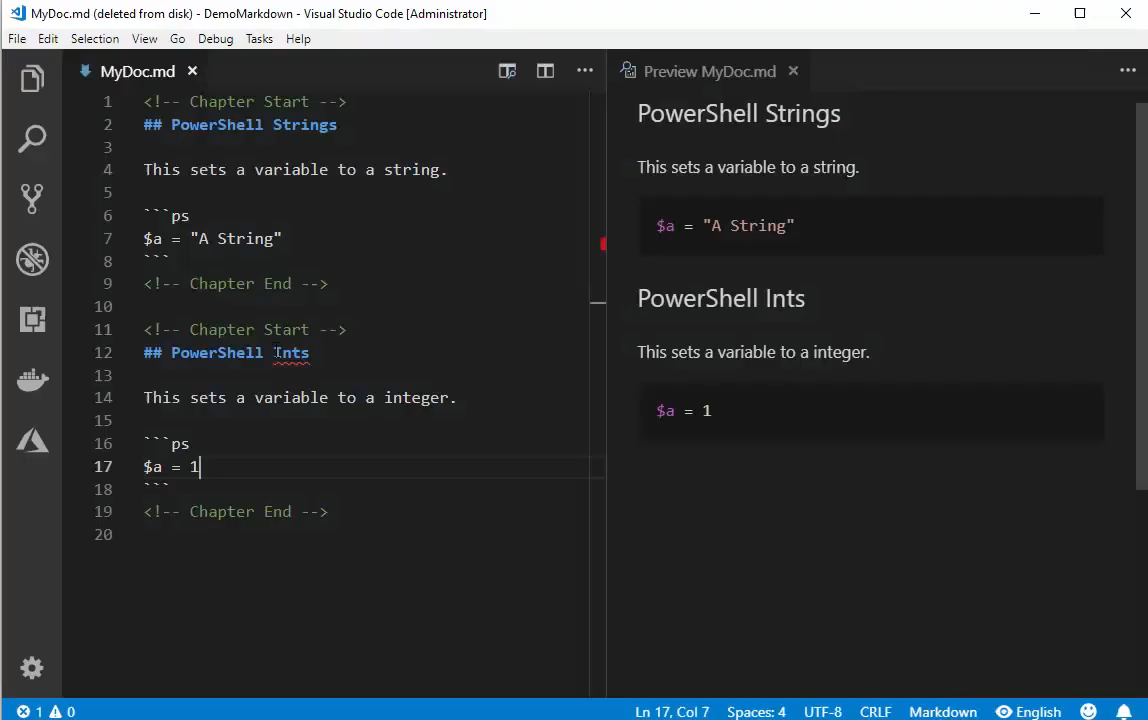 MyDoc.md (deleted from disk) - DemoMarkdown - Visual Studio Code [Administrator]
File Edit Selection View Go Debug Tasks Help
MyDoc.md
1 <!-- Chapter Start -->
2 ## PowerShell Strings
3
4 This sets a variable to a string.
5
6 ```ps
7 $a = "A String"
8 ```
9 <!-- Chapter End -->
10
11 <!-- Chapter Start -->
12 ## PowerShell Ints
13
14 This sets a variable to a integer.
15
16 ```ps
17 $a = 1
18 ```
19 <!-- Chapter End -->
20
Preview MyDoc.md
PowerShell Strings
This sets a variable to a string.
$a = "A String"
PowerShell Ints
This sets a variable to a integer.
$a = 1
1 0 Ln 17, Col 7 Spaces: 4 UTF-8 CRLF Markdown English